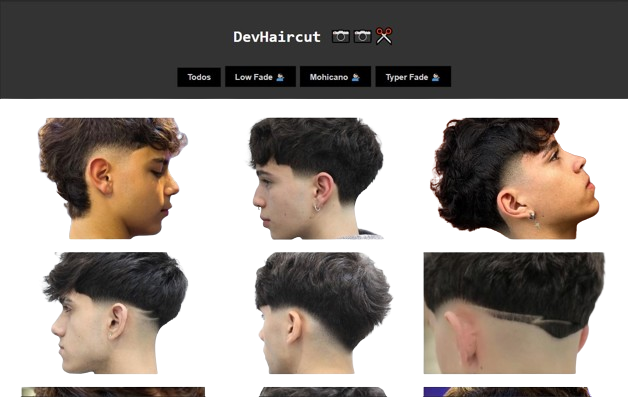 DevHaircut 📷📷✂️
Todos
Low Fade 💇🏻‍♂️
Mohicano 💇🏻‍♂️
Typer Fade 💇🏻‍♂️